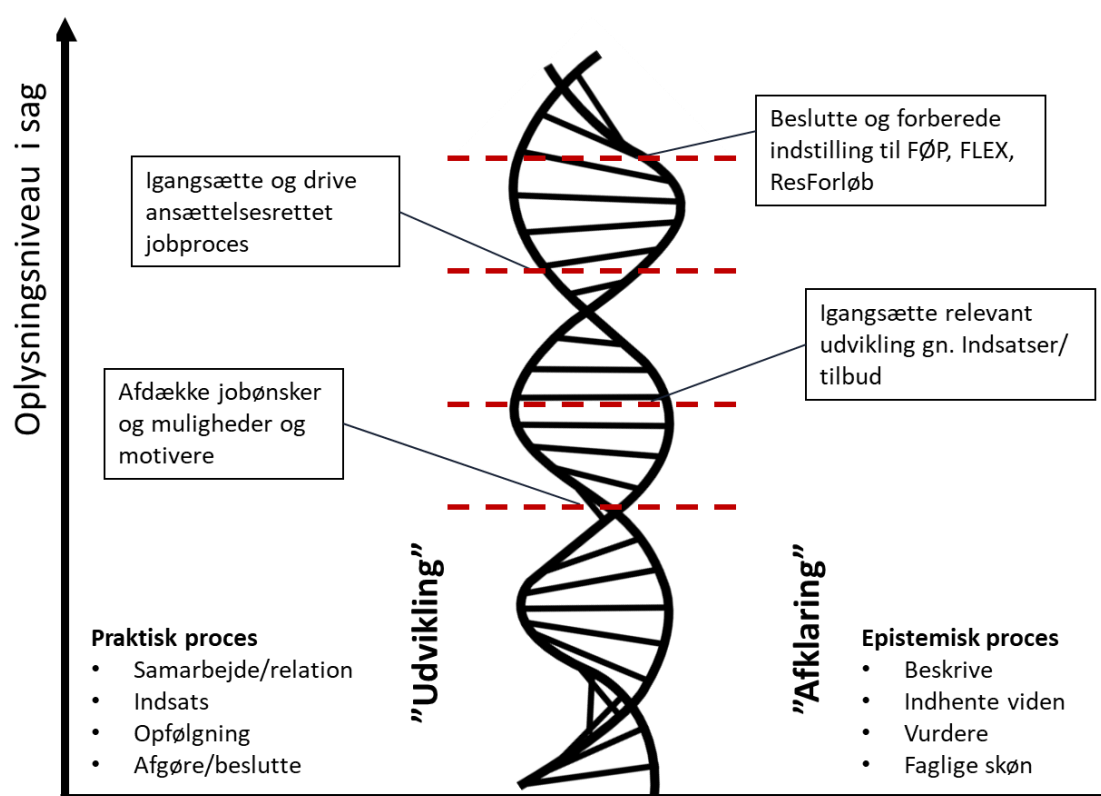 Oplysningsniveau i sag
Beslutte og forberede
indstilling til FØP, FLEX,
ResForløb
Igangsætte og drive
ansættelsesrettet
jobproces
Igangsætte relevant
udvikling gn. Indsatser/
tilbud
Afdække jobønsker
og muligheder og
motivere
”Udvikling”
”Afklaring”
Praktisk proces
• Samarbejde/relation
• Indsats
• Opfølgning
• Afgøre/beslutte
Epistemisk proces
• Beskrive
• Indhente viden
• Vurdere
• Faglige skøn